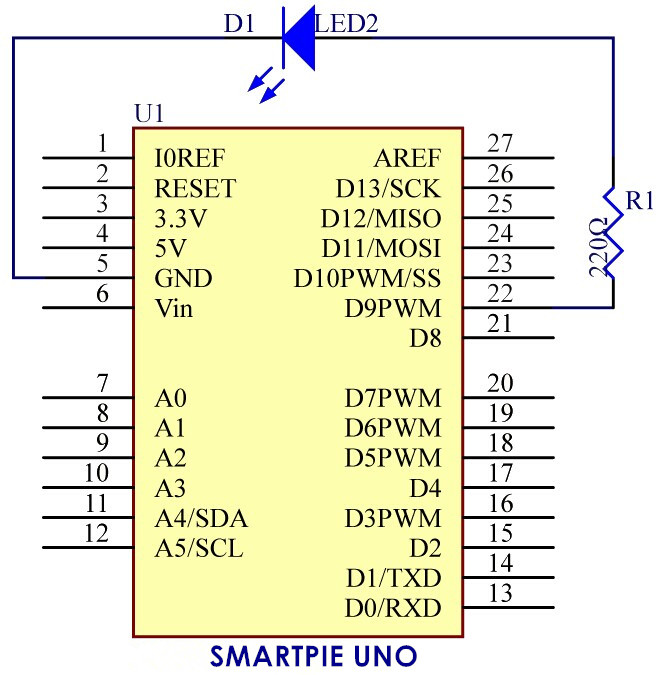 D1 LED2
U1
1 I0REF AREF 27
2 RESET D13/SCK 26
3 3.3V D12/MISO 25
4 5V D11/MOSI 24
5 GND D10PWM/SS 23
6 Vin D9PWM 22
D8 21
R1
220Ω
7 A0 D7PWM 20
8 A1 D6PWM 19
9 A2 D5PWM 18
10 A3 D4 17
11 A4/SDA D3PWM 16
12 A5/SCL D2 15
D1/TXD 14
D0/RXD 13
SMARTPIE UNO